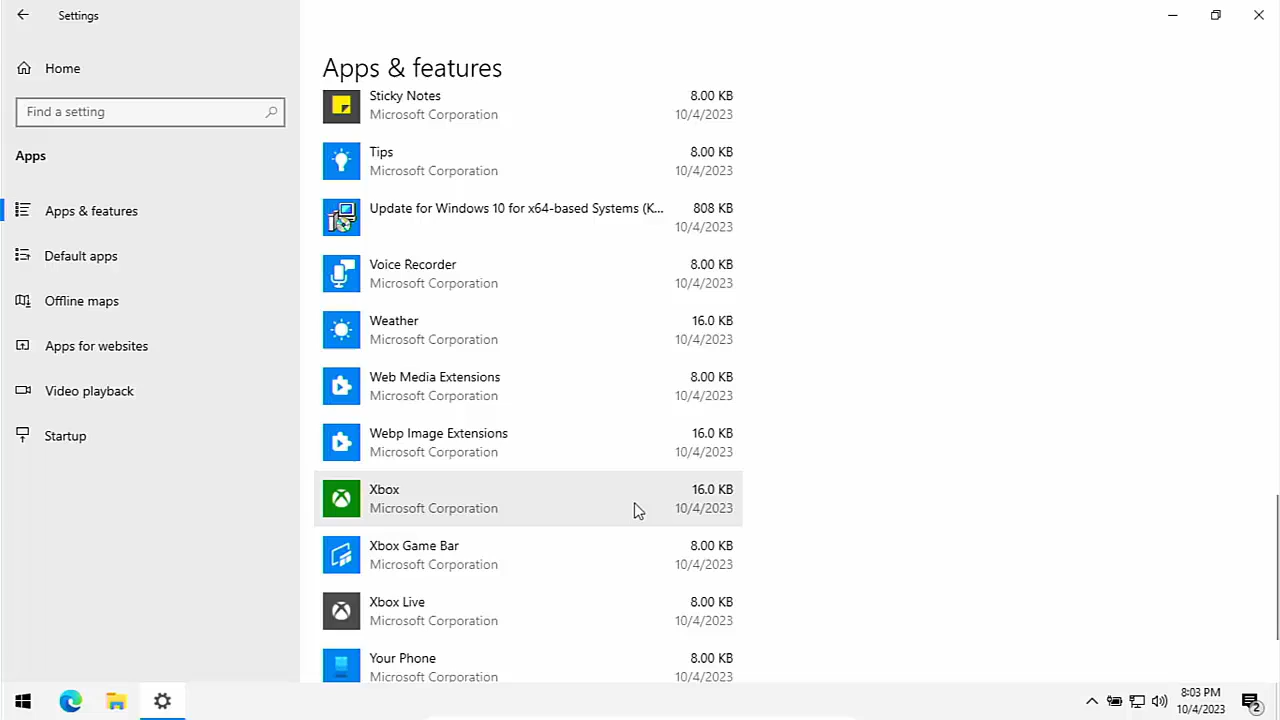 Settings
Home
Find a setting
Apps
Apps & features
Default apps
Offline maps
Apps for websites
Video playback
Startup
Apps & features
Sticky Notes 8.00 KB
Microsoft Corporation 10/4/2023
Tips 8.00 KB
Microsoft Corporation 10/4/2023
Update for Windows 10 for x64-based Systems (K... 808 KB
10/4/2023
Voice Recorder 8.00 KB
Microsoft Corporation 10/4/2023
Weather 16.0 KB
Microsoft Corporation 10/4/2023
Web Media Extensions 8.00 KB
Microsoft Corporation 10/4/2023
Webp Image Extensions 16.0 KB
Microsoft Corporation 10/4/2023
Xbox 16.0 KB
Microsoft Corporation 10/4/2023
Xbox Game Bar 8.00 KB
Microsoft Corporation 10/4/2023
Xbox Live 8.00 KB
Microsoft Corporation 10/4/2023
Your Phone 8.00 KB
Microsoft Corporation 10/4/2023
8:03 PM
10/4/2023
2